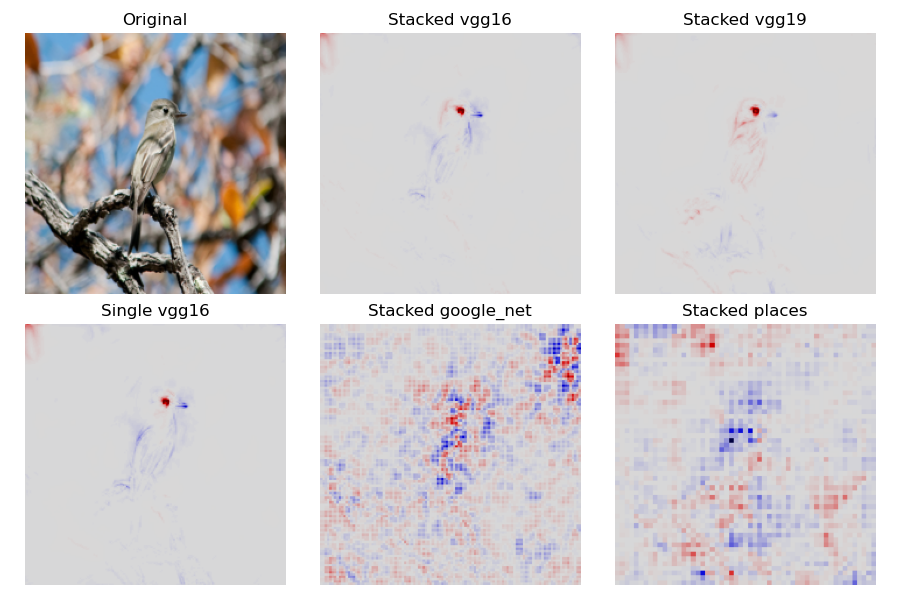 Original
Stacked vgg16
Stacked vgg19
Single vgg16
Stacked google_net
Stacked places